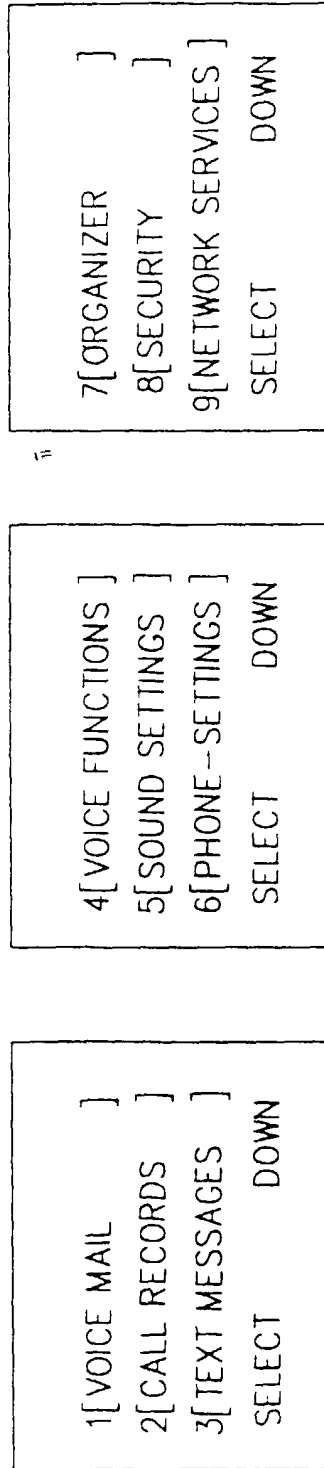 1[VOICE MAIL ]
2[CALL RECORDS ]
3[TEXT MESSAGES ]
SELECT DOWN
4[VOICE FUNCTIONS ]
5[SOUND SETTINGS ]
6[PHONE-SETTINGS ]
SELECT DOWN
7[ORGANIZER ]
8[SECURITY ]
9[NETWORK SERVICES ]
SELECT DOWN